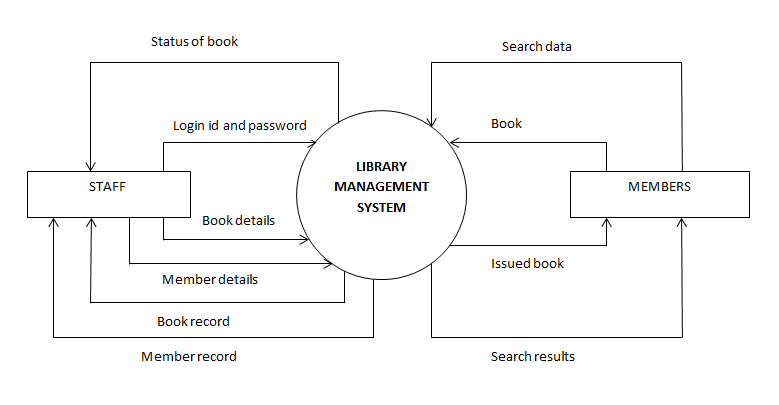 Status of book
Search data
Login id and password
Book
LIBRARY
MANAGEMENT
SYSTEM
STAFF
MEMBERS
Book details
Issued book
Member details
Book record
Member record
Search results